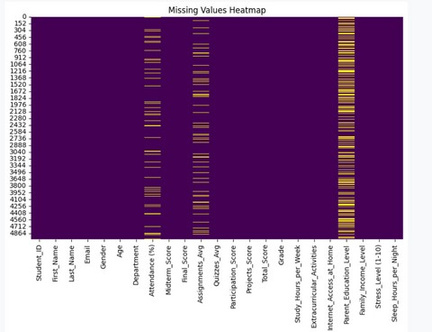 Missing Values Heatmap
0
152
304
456
608
760
912
1064
1216
1368
1520
1672
1824
1976
2128
2280
2432
2584
2736
2888
3040
3192
3344
3496
3648
3800
3952
4104
4256
4408
4560
4712
4864
Student_ID
First_Name
Last_Name
Email
Gender
Age
Department
Attendance (%)
Midterm_Score
Final_Score
Assignments_Avg
Quizzes_Avg
Participation_Score
Projects_Score
Total_Score
Grade
Study_Hours_per_Week
Extracurricular_Activities
Internet_Access_at_Home
Parent_Education_Level
Family_Income_Level
Stress_Level (1-10)
Sleep_Hours_per_Night